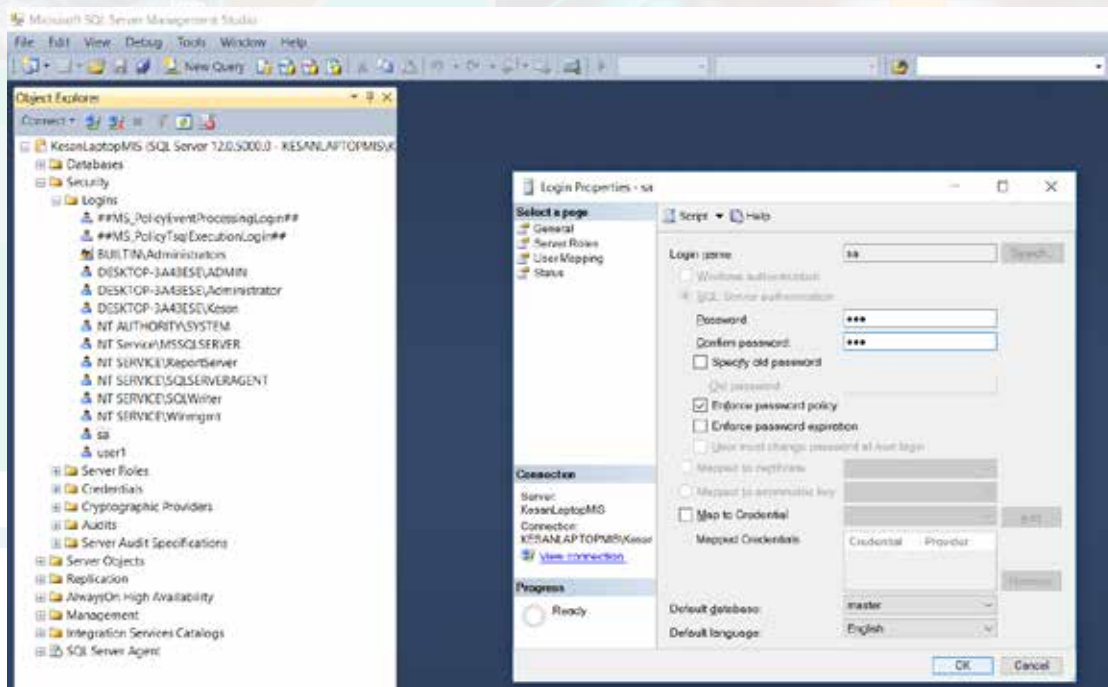 Microsoft SQL Server Management Studio
File Edit View Debug Tools Window Help
New Query
Object Explorer
Connect
KesanLaptopMIS (SQL Server 12.0.5000.0 - KESANLAPTOPMIS\K
Databases
Security
Logins
##MS_PolicyEventProcessingLogin##
##MS_PolicyTsqlExecutionLogin##
BUILTIN\Administrators
DESKTOP-3A43ESE\ADMIN
DESKTOP-3A43ESE\Administrator
DESKTOP-3A43ESE\Kesan
NT AUTHORITY\SYSTEM
NT Service\MSSQLSERVER
NT SERVICE\ReportServer
NT SERVICE\SQLSERVERAGENT
NT SERVICE\SQLWriter
NT SERVICE\Winmgmt
sa
user1
Server Roles
Credentials
Cryptographic Providers
Audits
Server Audit Specifications
Server Objects
Replication
AlwaysOn High Availability
Management
Integration Services Catalogs
SQL Server Agent
Login Properties - sa
Select a page
General
Server Roles
User Mapping
Status
Script Help
Login name: sa Search...
Windows authentication
SQL Server authentication
Password: •••
Confirm password: •••
Specify old password
Old password:
Enforce password policy
Enforce password expiration
User must change password at next login
Mapped to certificate
Mapped to asymmetric key
Map to Credential Add
Mapped Credentials Credential Provider
Remove
Default database: master
Default language: English
Connection
Server:
KesanLaptopMIS
Connection:
KESANLAPTOPMIS\Kesan
View connection
Progress
Ready
OK Cancel